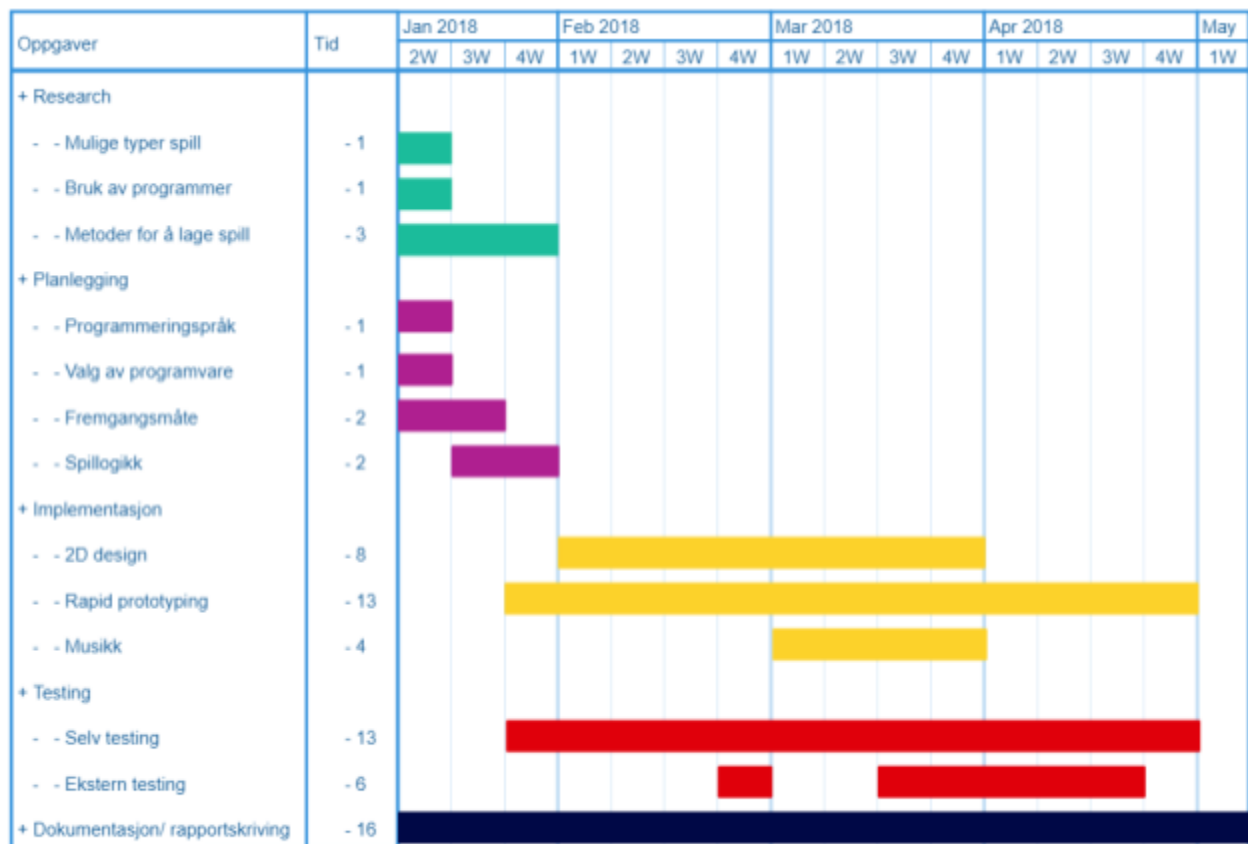 Oppgaver Tid Jan 2018 Feb 2018 Mar 2018 Apr 2018 May
2W 3W 4W 1W 2W 3W 4W 1W 2W 3W 4W 1W 2W 3W 4W 1W
+ Research
- - Mulige typer spill - 1
- - Bruk av programmer - 1
- - Metoder for å lage spill - 3
+ Planlegging
- - Programmeringspråk - 1
- - Valg av programvare - 1
- - Fremgangsmåte - 2
- - Spillogikk - 2
+ Implementasjon
- - 2D design - 8
- - Rapid prototyping - 13
- - Musikk - 4
+ Testing
- - Selv testing - 13
- - Ekstern testing - 6
+ Dokumentasjon/ rapportskriving - 16